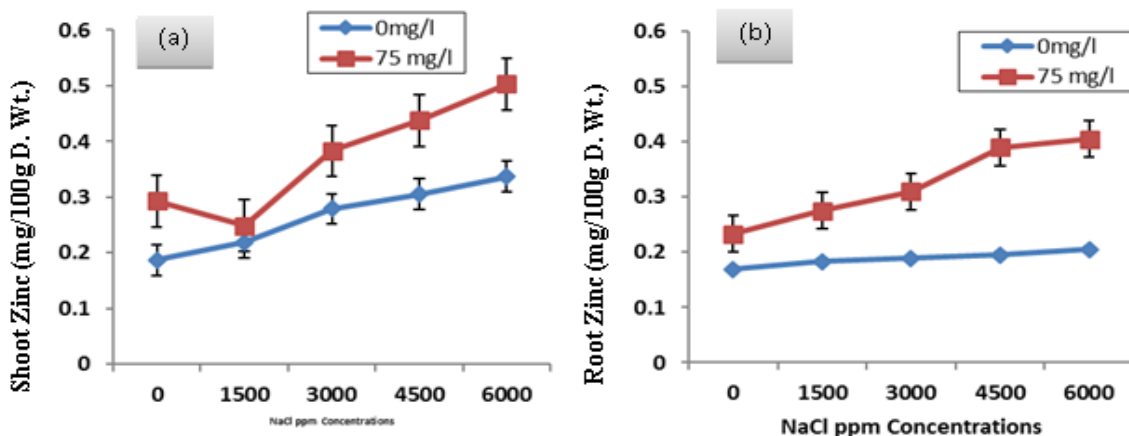 (a)
0mg/l
75 mg/l
Shoot Zinc (mg/100g D. Wt.)
0.6
0.5
0.4
0.3
0.2
0.1
0
0 1500 3000 4500 6000
NaCl ppm Concentrations
(b)
0mg/l
75 mg/l
Root Zinc (mg/100g D. Wt.)
0.6
0.5
0.4
0.3
0.2
0.1
0
0 1500 3000 4500 6000
NaCl ppm Concentrations